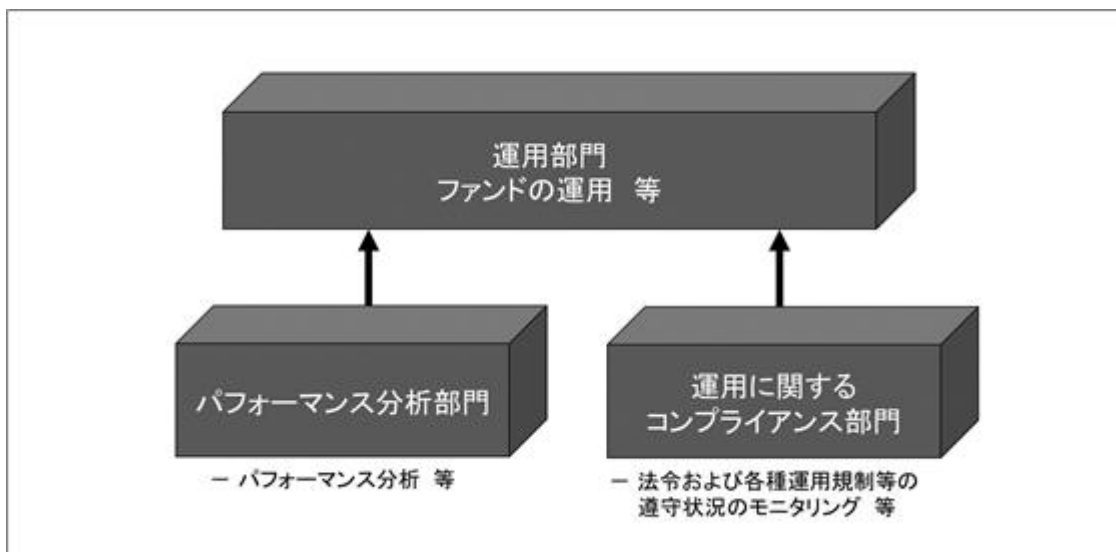 運用部門
ファンドの運用 等
パフォーマンス分析部門
－ パフォーマンス分析 等
運用に関する
コンプライアンス部門
－ 法令および各種運用規制等の
遵守状況のモニタリング 等